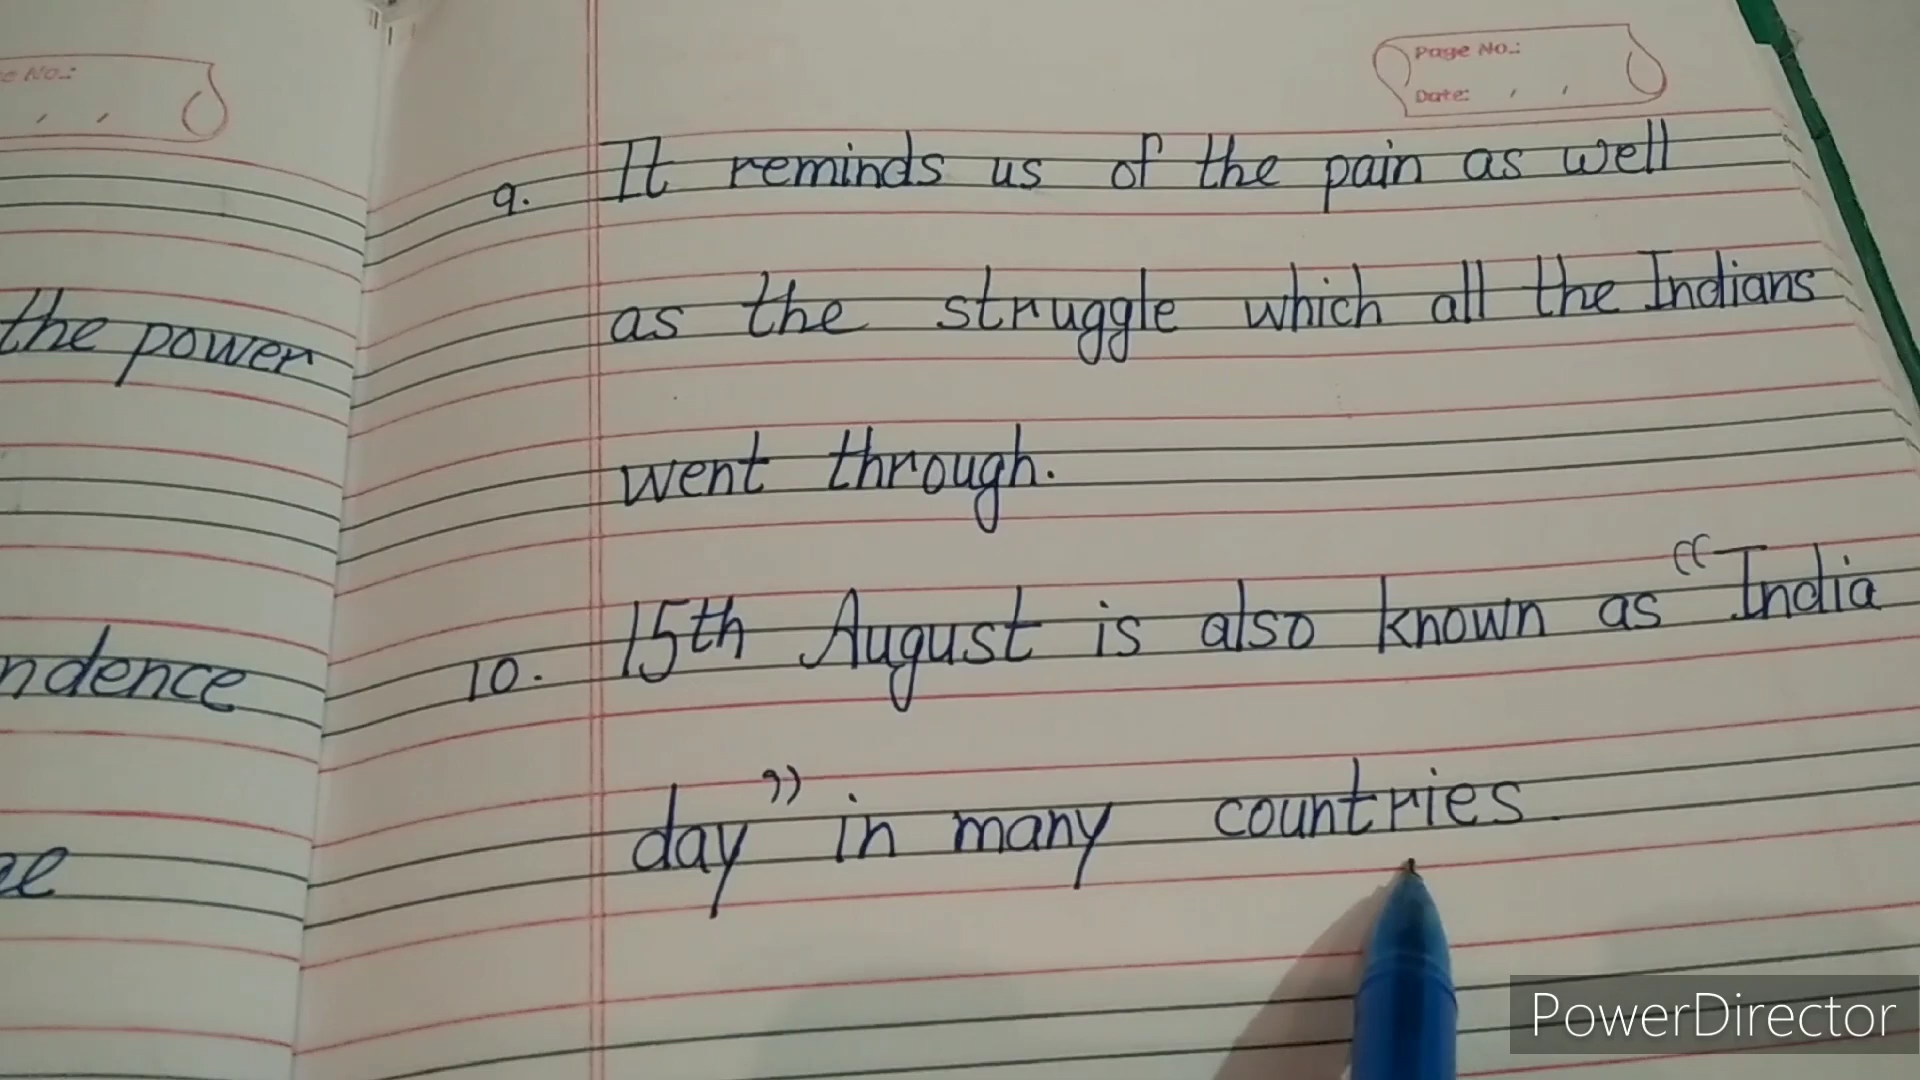 e No.:
the power
ndence
Page No.:
Date: , ,
9. It reminds us of the pain as well
as the struggle which all the Indians
went through.
10. 15th August is also known as "India
day" in many countries.
PowerDirector